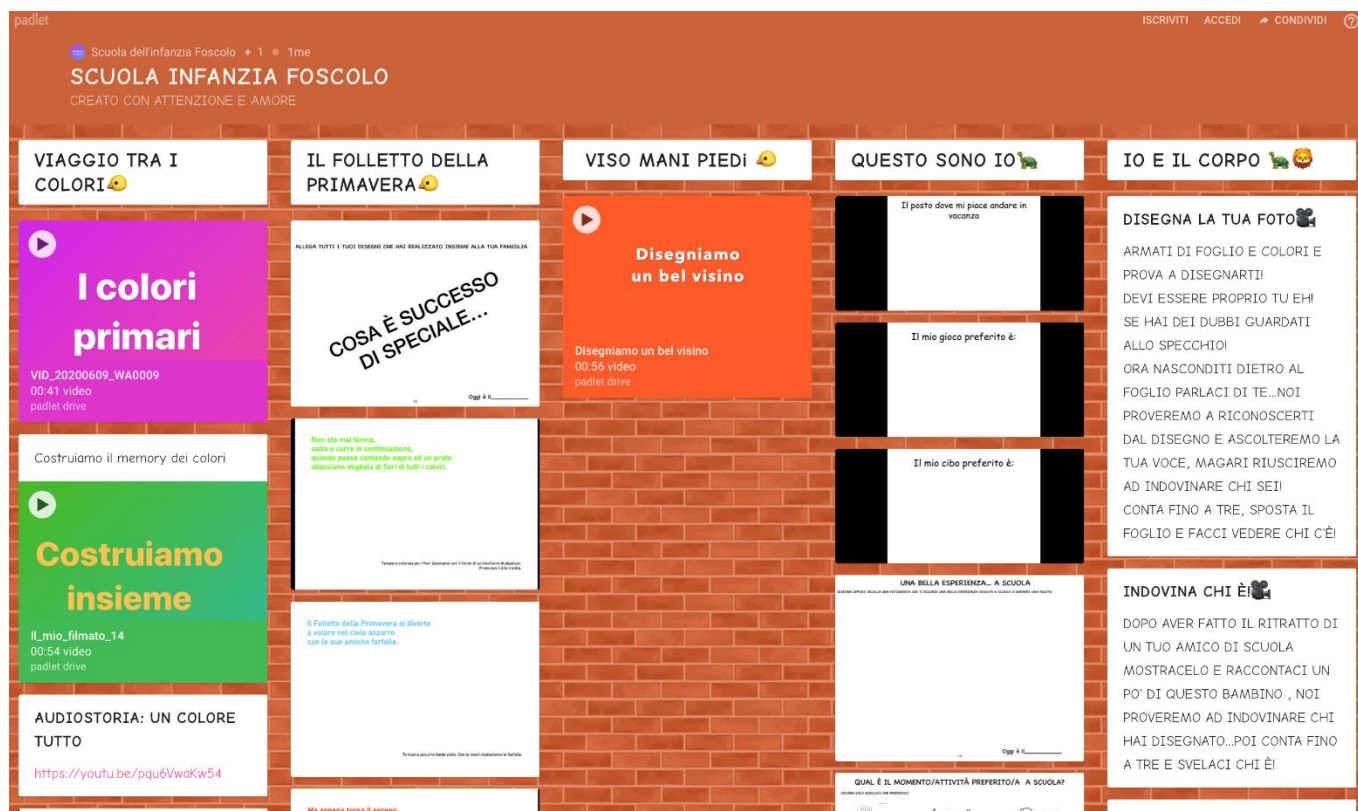 padlet
ISCRIVITI ACCEDI CONDIVIDI
Scuola dell'infanzia Foscolo + 1 1me
SCUOLA INFANZIA FOSCOLO
CREATO CON ATTENZIONE E AMORE
VIAGGIO TRA I
COLORI
I colori
primari
VID_20200609_WA0009
00:41 video
padlet drive
Costruiamo il memory dei colori
Costruiamo
insieme
Il_mio_filmato_14
00:54 video
padlet drive
AUDIOSTORIA: UN COLORE
TUTTO
https://youtu.be/pqu6VwaKw54
IL FOLLETTO DELLA
PRIMAVERA
ALLEGA TUTTI I TUOI DISEGNI CHE HAI REALIZZATO INSIEME ALLA TUA FAMIGLIA
COSA È SUCCESSO
DI SPECIALE...
Oggi è il
Non sta mai fermo,
salta e corre in continuazione,
quando passa cantando sopra ad un prato
sbocciano migliaia di fiori di tutti i colori.
Il Folletto della Primavera si diverte
a volare nel cielo azzurro
con le sue amiche farfalle.
Ma appena torna il sereno
VISO MANI PIEDi
Disegniamo
un bel visino
Disegniamo un bel visino
00:56 video
padlet drive
QUESTO SONO IO
Il posto dove mi piace andare in
vacanza
Il mio gioco preferito è:
Il mio cibo preferito è:
UNA BELLA ESPERIENZA... A SCUOLA
Oggi è il
QUAL È IL MOMENTO/ATTIVITÀ PREFERITO/A A SCUOLA?
IO E IL CORPO
DISEGNA LA TUA FOTO
ARMATI DI FOGLIO E COLORI E
PROVA A DISEGNARTI!
DEVI ESSERE PROPRIO TU EH!
SE HAI DEI DUBBI GUARDATI
ALLO SPECCHIO!
ORA NASCONDITI DIETRO AL
FOGLIO PARLACI DI TE...NOI
PROVEREMO A RICONOSCERTI
DAL DISEGNO E ASCOLTEREMO LA
TUA VOCE, MAGARI RIUSCIREMO
AD INDOVINARE CHI SEI!
CONTA FINO A TRE, SPOSTA IL
FOGLIO E FACCI VEDERE CHI C'È!
INDOVINA CHI È!
DOPO AVER FATTO IL RITRATTO DI
UN TUO AMICO DI SCUOLA
MOSTRACELO E RACCONTACI UN
PO' DI QUESTO BAMBINO , NOI
PROVEREMO AD INDOVINARE CHI
HAI DISEGNATO...POI CONTA FINO
A TRE E SVELACI CHI È!